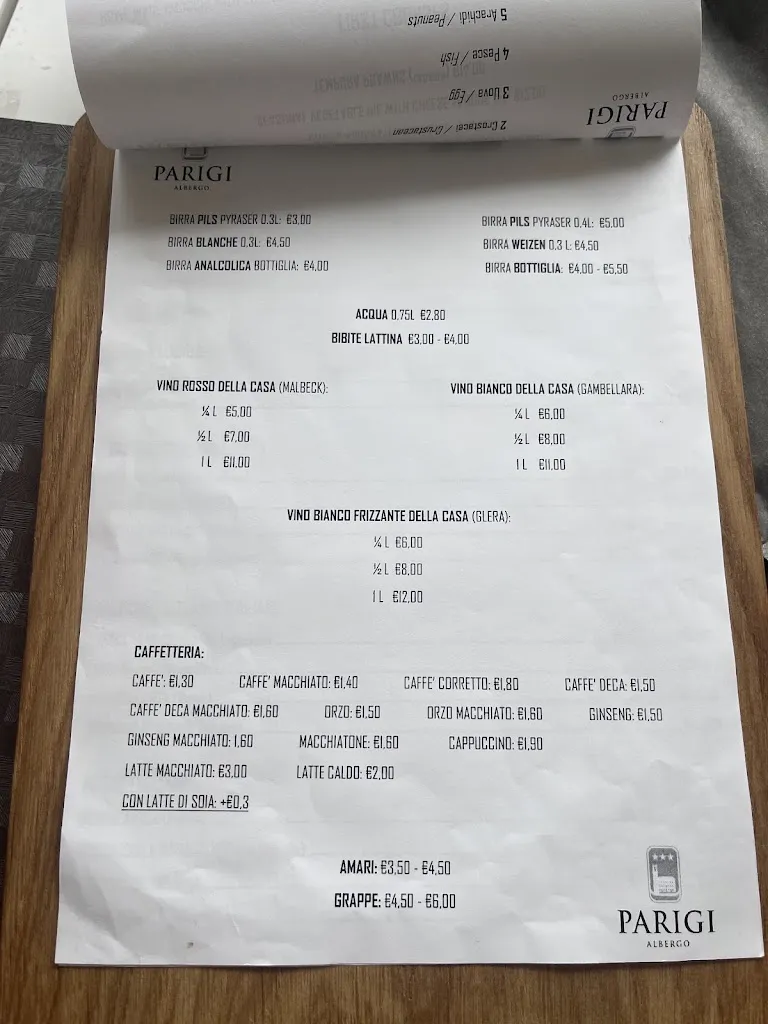 5 Arachidi / Peanuts
4 Pesce / Fish
3 Uova / Egg
2 Crostacei / Crustacean
PARIGI
ALBERGO
PARIGI
ALBERGO
BIRRA PILS PYRASER 0.3L: €3,00 BIRRA PILS PYRASER 0.4L: €5.00
BIRRA BLANCHE 0,3L: €4,50 BIRRA WEIZEN 0.3 L: €4,50
BIRRA ANALCOLICA BOTTIGLIA: €4,00 BIRRA BOTTIGLIA: €4.00 - €5,50
ACQUA 0.75L €2,80
BIBITE LATTINA €3,00 - €4,00
VINO ROSSO DELLA CASA (MALBECK): VINO BIANCO DELLA CASA (GAMBELLARA):
¼ L €5,00 ¼ L €6,00
½ L €7,00 ½ L €8,00
1 L €11,00 1 L €11,00
VINO BIANCO FRIZZANTE DELLA CASA (GLERA):
¼ L €6,00
½ L €8,00
1 L €12,00
CAFFETTERIA:
CAFFE': €1,30 CAFFE' MACCHIATO: €1,40 CAFFE' CORRETTO: €1,80 CAFFE' DECA: €1,50
CAFFE' DECA MACCHIATO: €1,60 ORZO: €1,50 ORZO MACCHIATO: €1,60 GINSENG: €1,50
GINSENG MACCHIATO: 1,60 MACCHIATONE: €1,60 CAPPUCCINO: €1,90
LATTE MACCHIATO: €3,00 LATTE CALDO: €2,00
CON LATTE DI SOIA: +€0,3
AMARI: €3,50 - €4,50
GRAPPE: €4,50 - €6,00
PARIGI
ALBERGO